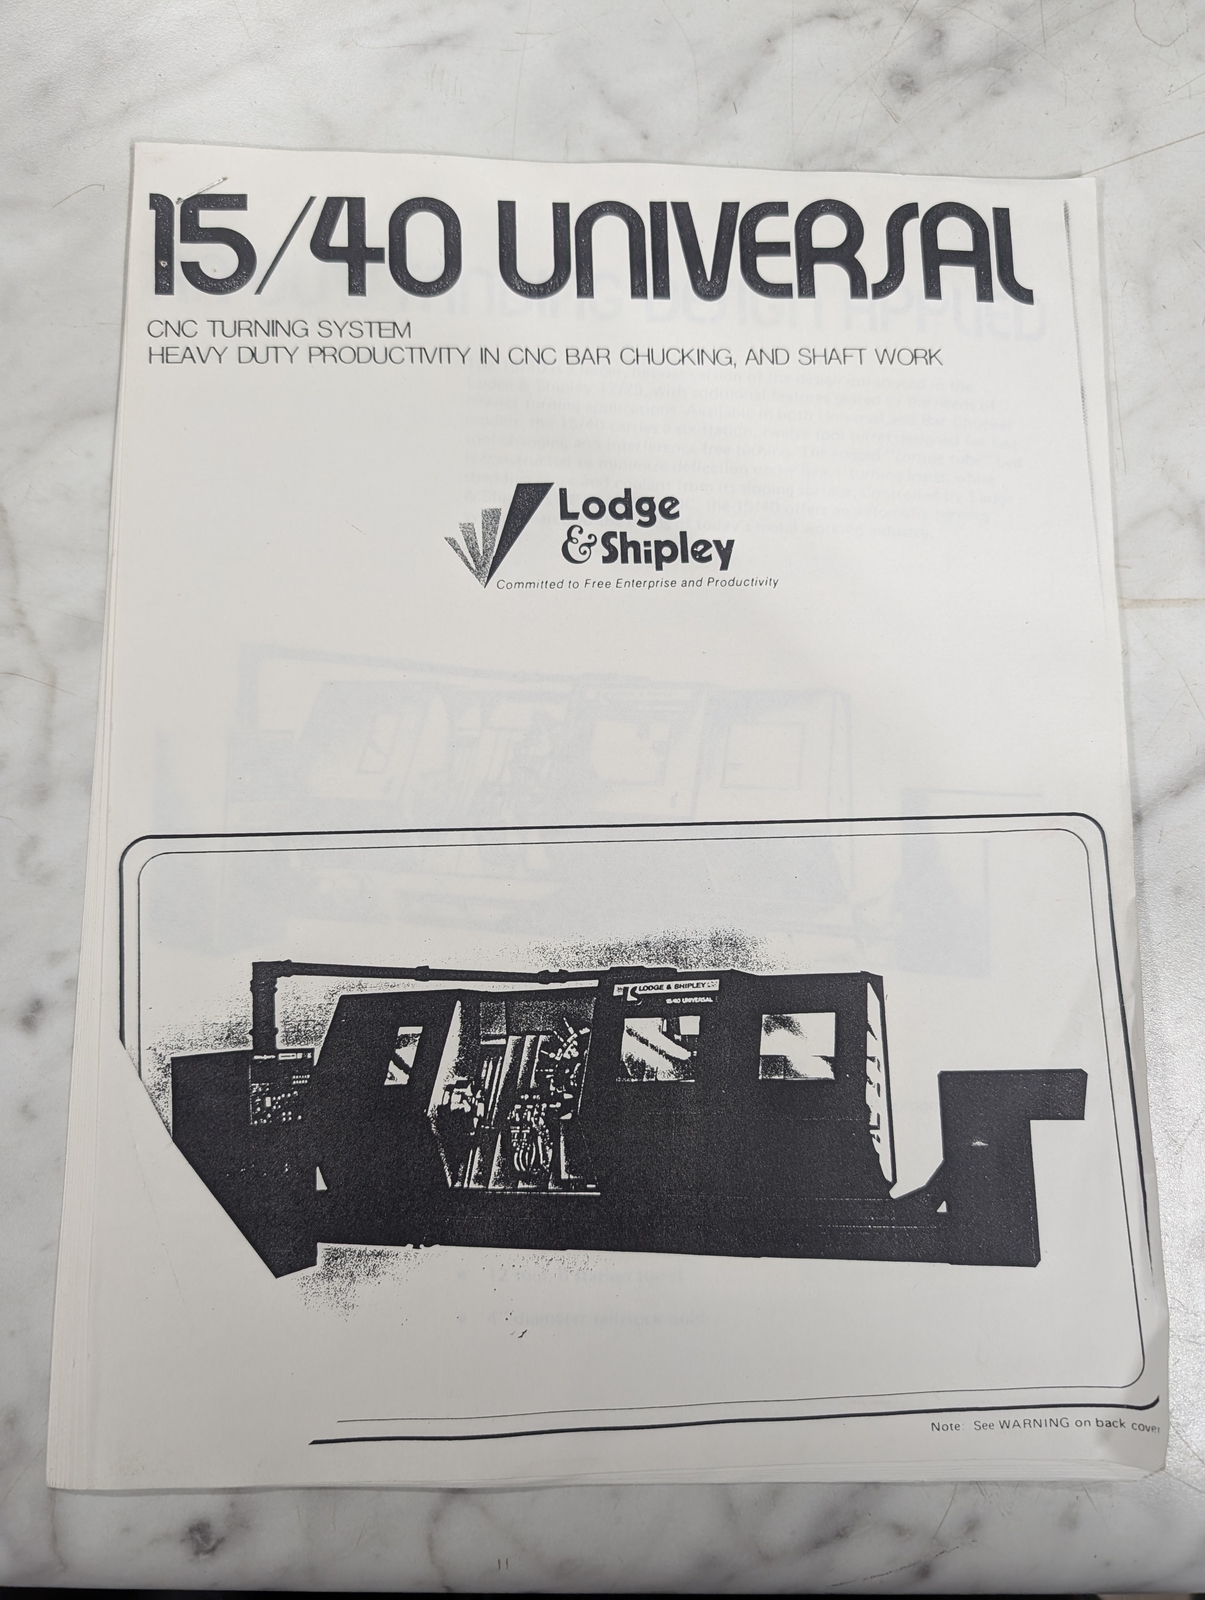 15/40 UNIVERSAL
CNC TURNING SYSTEM
HEAVY DUTY PRODUCTIVITY IN CNC BAR CHUCKING, AND SHAFT WORK
Lodge
& Shipley
Committed to Free Enterprise and Productivity
LODGE & SHIPLEY
15/40 UNIVERSAL
Note: See WARNING on back cover